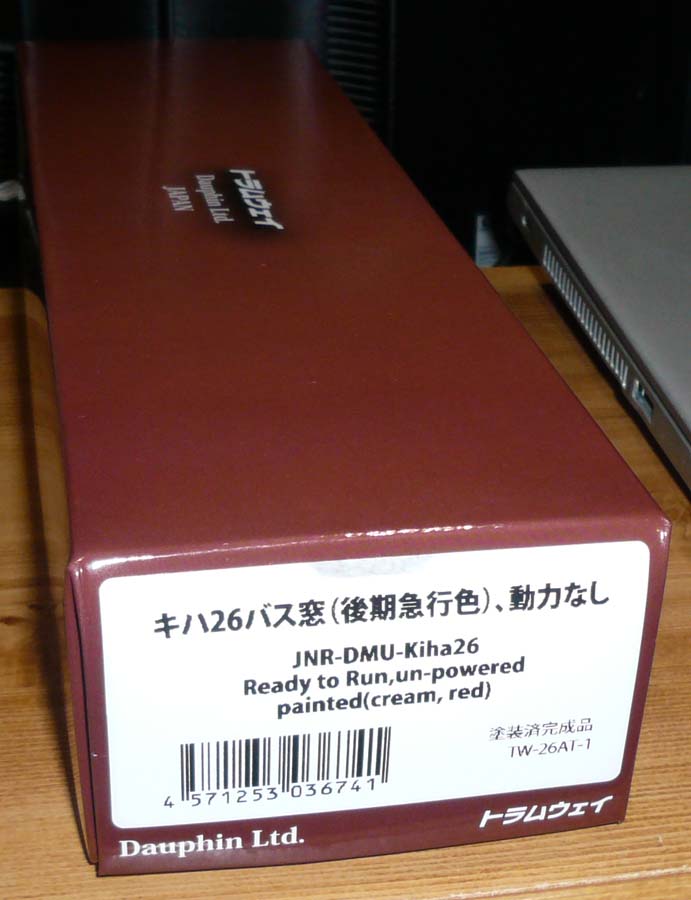 トラムウェイ
Dauphin Ltd.
JAPAN
キハ26バス窓(後期急行色)、動力なし
JNR-DMU-Kiha26
Ready to Run,un-powered
painted(cream, red)
塗装済完成品
TW-26AT-1
4 571253 036741
Dauphin Ltd.
トラムウェイ